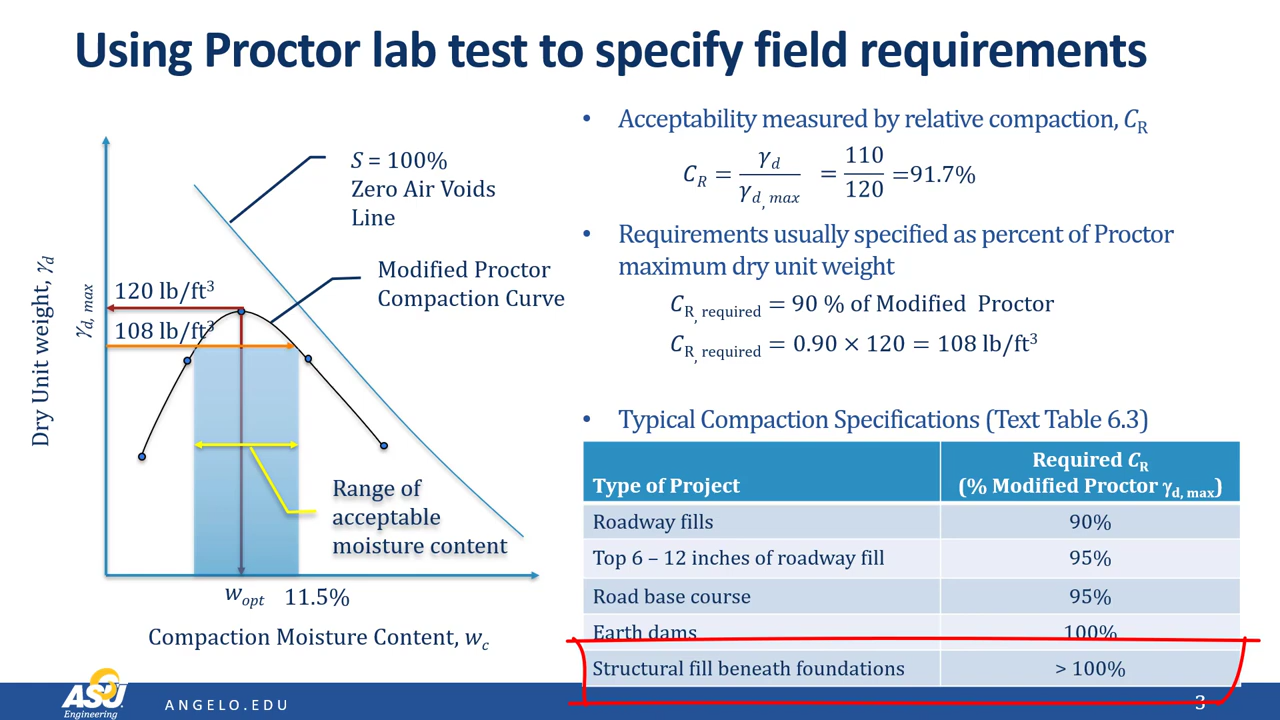 Using Proctor lab test to specify field requirements
S = 100%
Zero Air Voids
Line
Modified Proctor
Compaction Curve
120 lb/ft³
108 lb/ft³
Dry Unit weight, γd
γd, max
Range of
acceptable
moisture content
wopt 11.5%
Compaction Moisture Content, wc
• Acceptability measured by relative compaction, CR
CR = γd / γd, max = 110 / 120 =91.7%
• Requirements usually specified as percent of Proctor
maximum dry unit weight
CR, required = 90 % of Modified Proctor
CR, required = 0.90 × 120 = 108 lb/ft³
• Typical Compaction Specifications (Text Table 6.3)
Type of Project Required CR
(% Modified Proctor γd, max)
Roadway fills 90%
Top 6 – 12 inches of roadway fill 95%
Road base course 95%
Earth dams 100%
Structural fill beneath foundations > 100%
ASU
Engineering
ANGELO.EDU
3